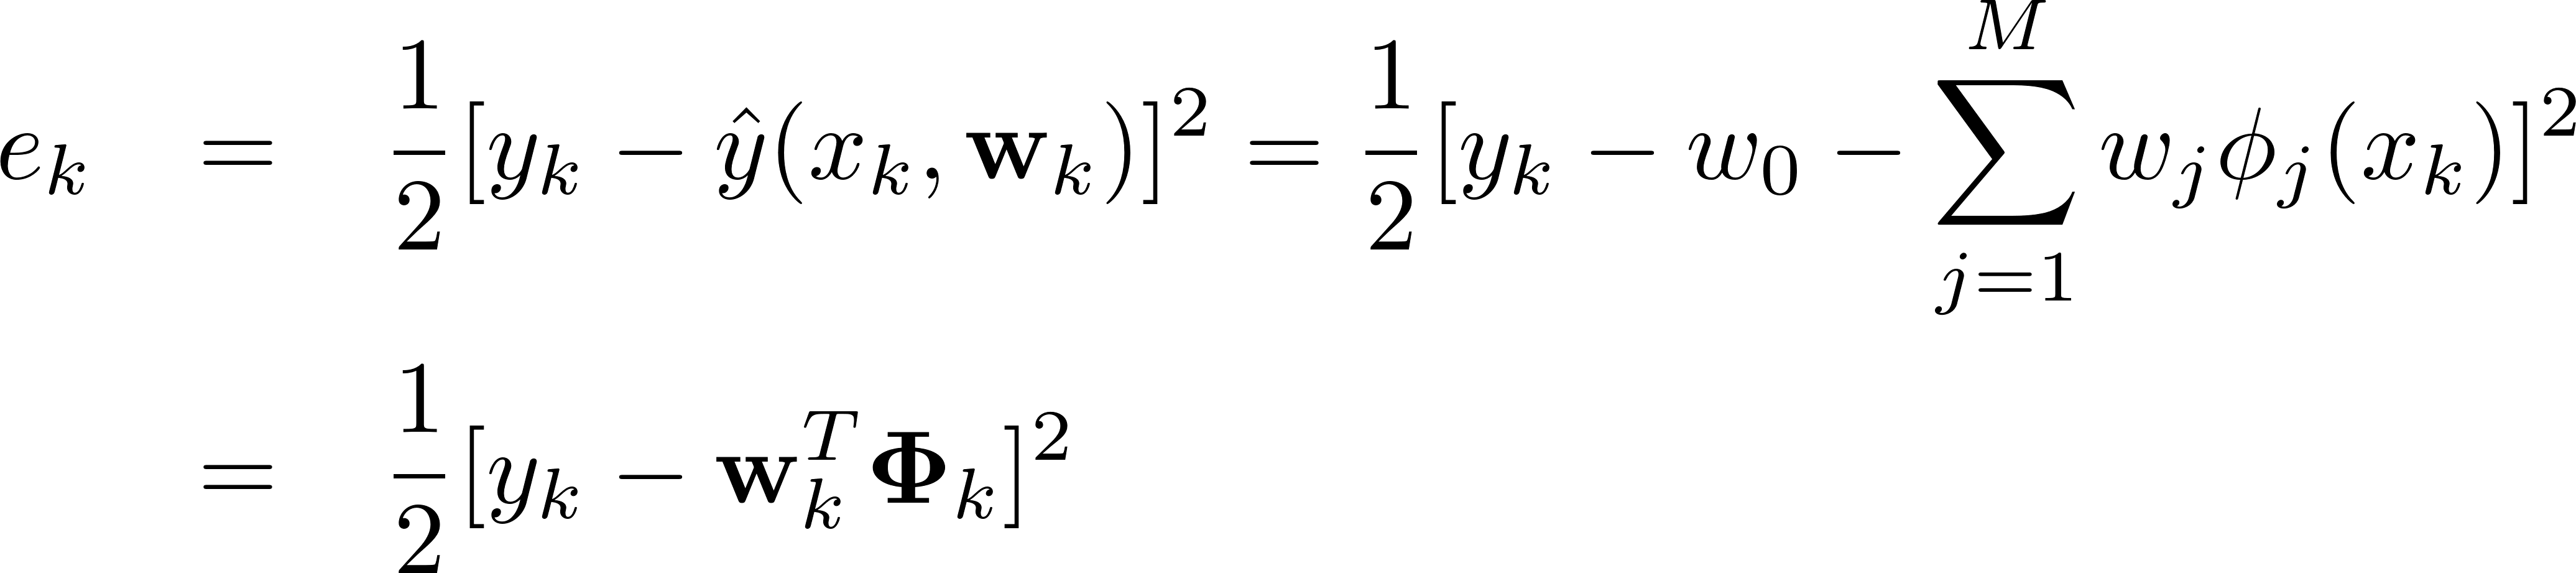 e_k = \frac{1}{2}[y_k - \hat{y}(x_k, \mathbf{w}_k)]^2 = \frac{1}{2}[y_k - w_0 - \sum_{j=1}^{M} w_j \phi_j(x_k)]^2
= \frac{1}{2}[y_k - \mathbf{w}_k^T \mathbf{\Phi}_k]^2